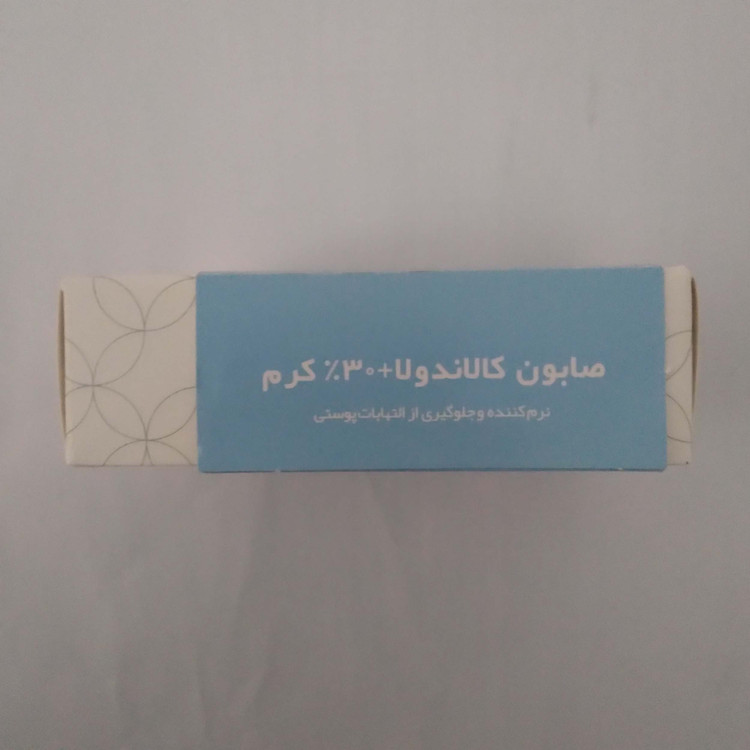 صابون کالاندولا+۳۰٪ کرم
نرم‌کننده و جلوگیری از التهابات پوستی